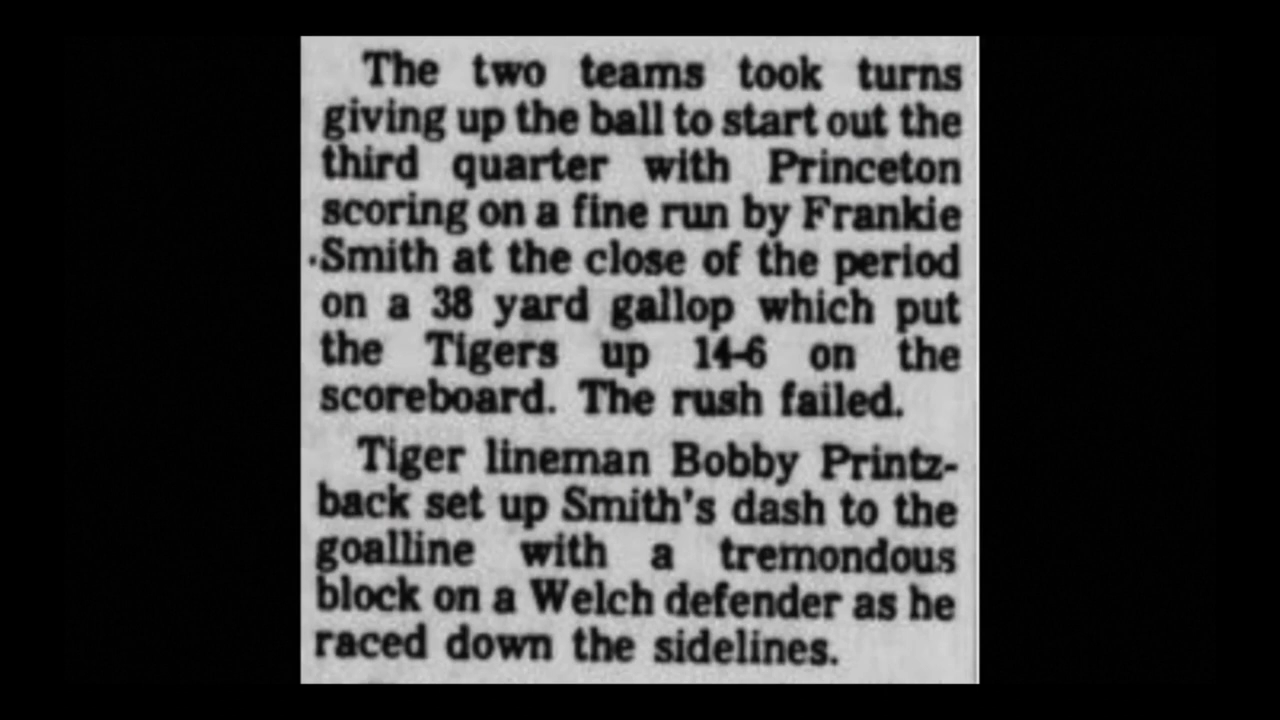 The two teams took turns
giving up the ball to start out the
third quarter with Princeton
scoring on a fine run by Frankie
Smith at the close of the period
on a 38 yard gallop which put
the Tigers up 14-6 on the
scoreboard. The rush failed.
Tiger lineman Bobby Printz-
back set up Smith's dash to the
goalline with a tremondous
block on a Welch defender as he
raced down the sidelines.